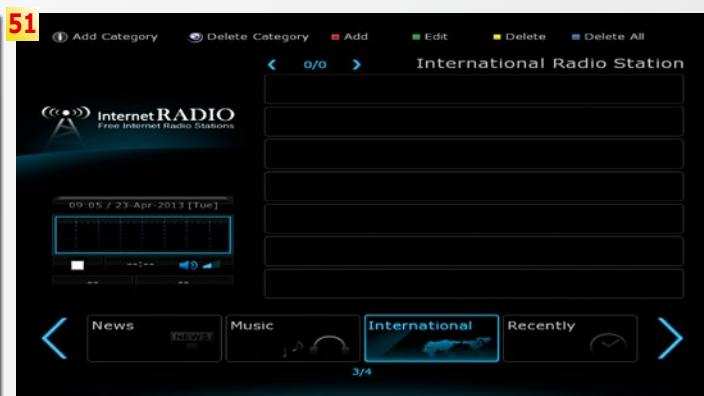 51
Add Category Delete Category Add Edit Delete Delete All
0/0 International Radio Station
Internet RADIO
Free Internet Radio Stations
09:05 / 23-Apr-2013 [Tue]
--:--
-- --
News Music International Recently
NEWS
3/4